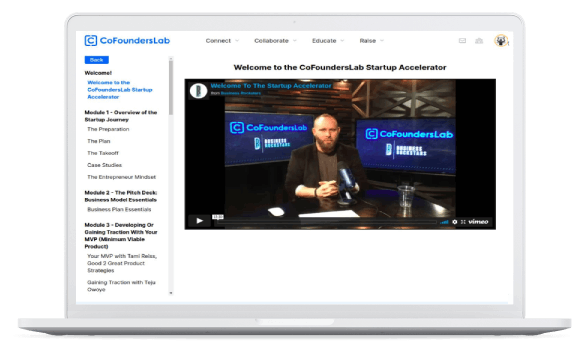 CoFoundersLab
Connect
Collaborate
Educate
Raise
Back
Welcome!
Welcome to the
CoFoundersLab Startup
Accelerator
Module 1 - Overview of the
Startup Journey
The Preparation
The Plan
The Takeoff
Case Studies
The Entrepreneur Mindset
Module 2 - The Pitch Deck:
Business Model Essentials
Business Plan Essentials
Module 3 - Developing Or
Gaining Traction With Your
MVP (Minimum Viable
Product)
Your MVP with Tami Reiss,
Good 2 Great Product
Strategies
Gaining Traction with Teja
Owoye
Welcome to the CoFoundersLab Startup Accelerator
Welcome To The Startup Accelerator
from Business Rockstars
CoFoundersLab
BUSINESS
ROCKSTARS
CoFoundersLab
BUSINESS
ROCKSTARS
vimeo